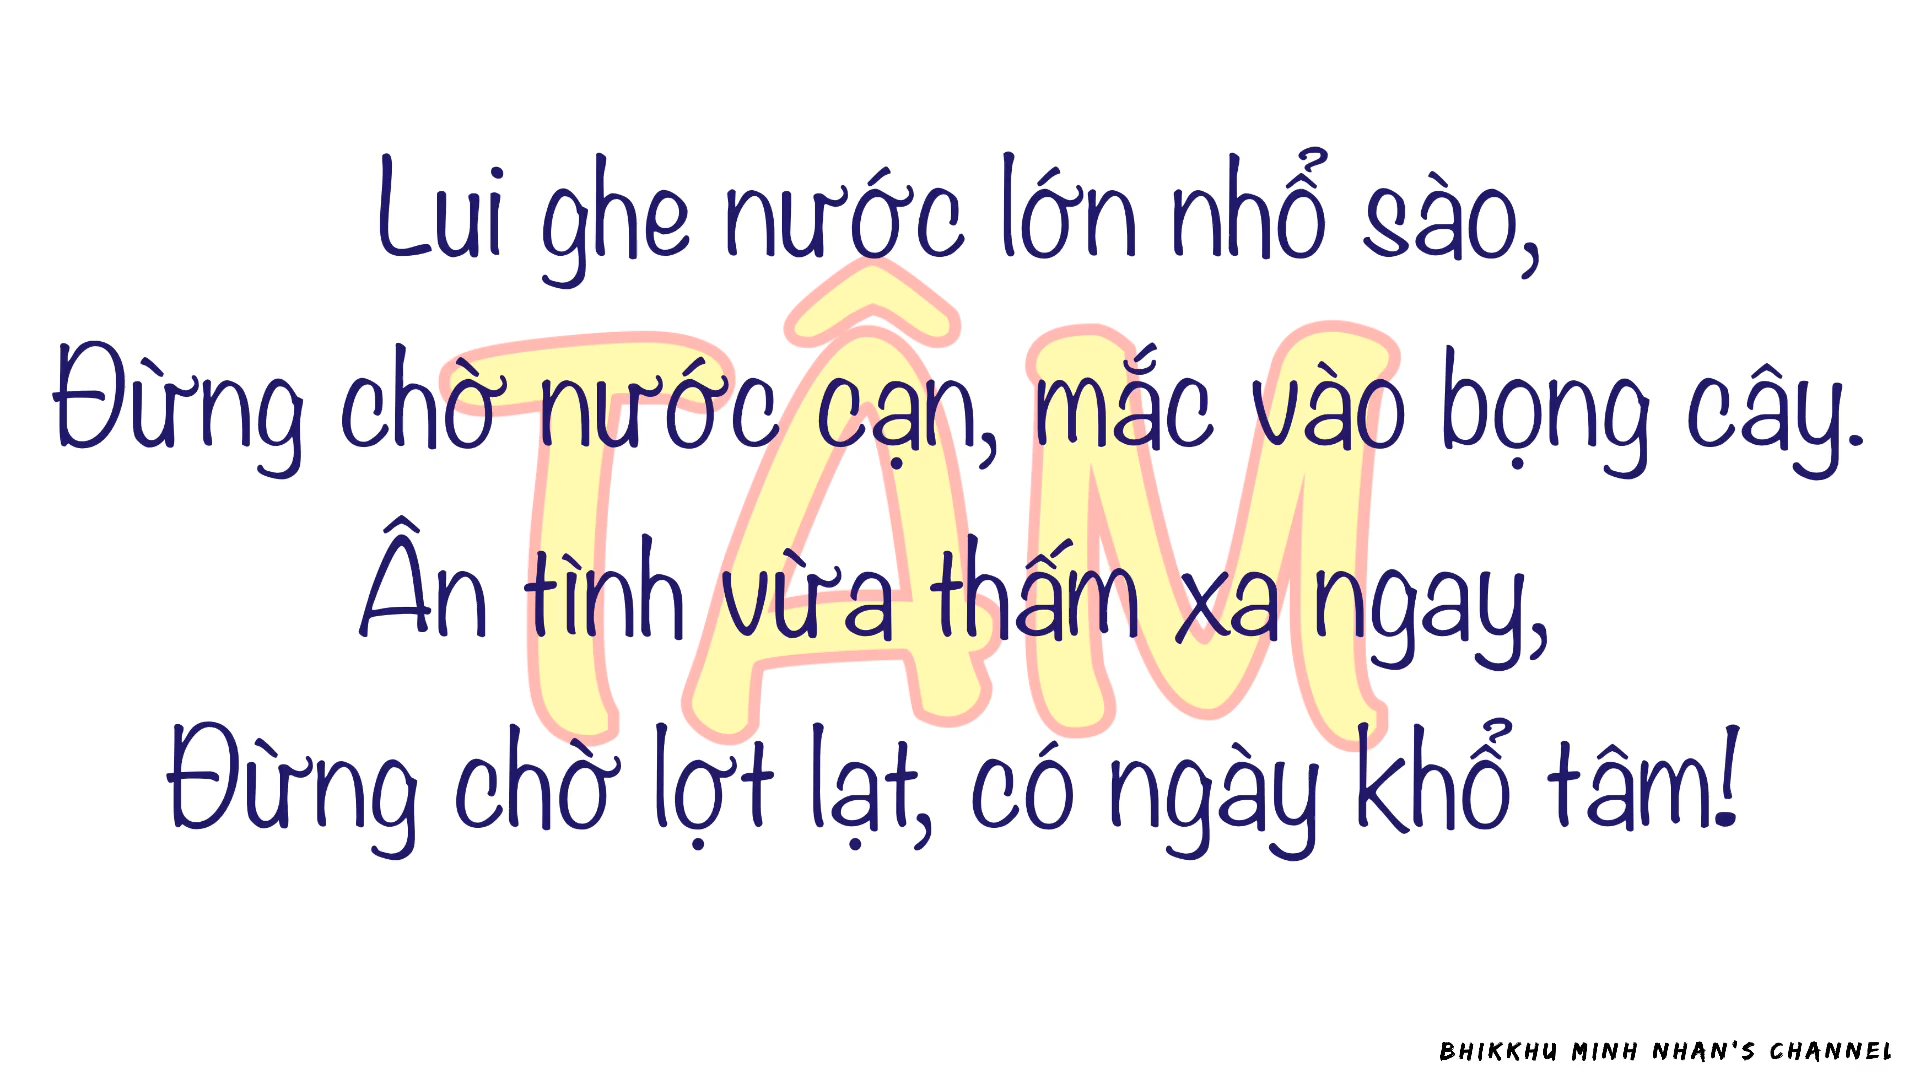 Lui ghe nước lớn nhổ sào,
Đừng chờ nước cạn, mắc vào bọng cây.
Ân tình vừa thấm xa ngay,
Đừng chờ lợt lạt, có ngày khổ tâm!
TÂM
BHIKKHU MINH NHAN'S CHANNEL